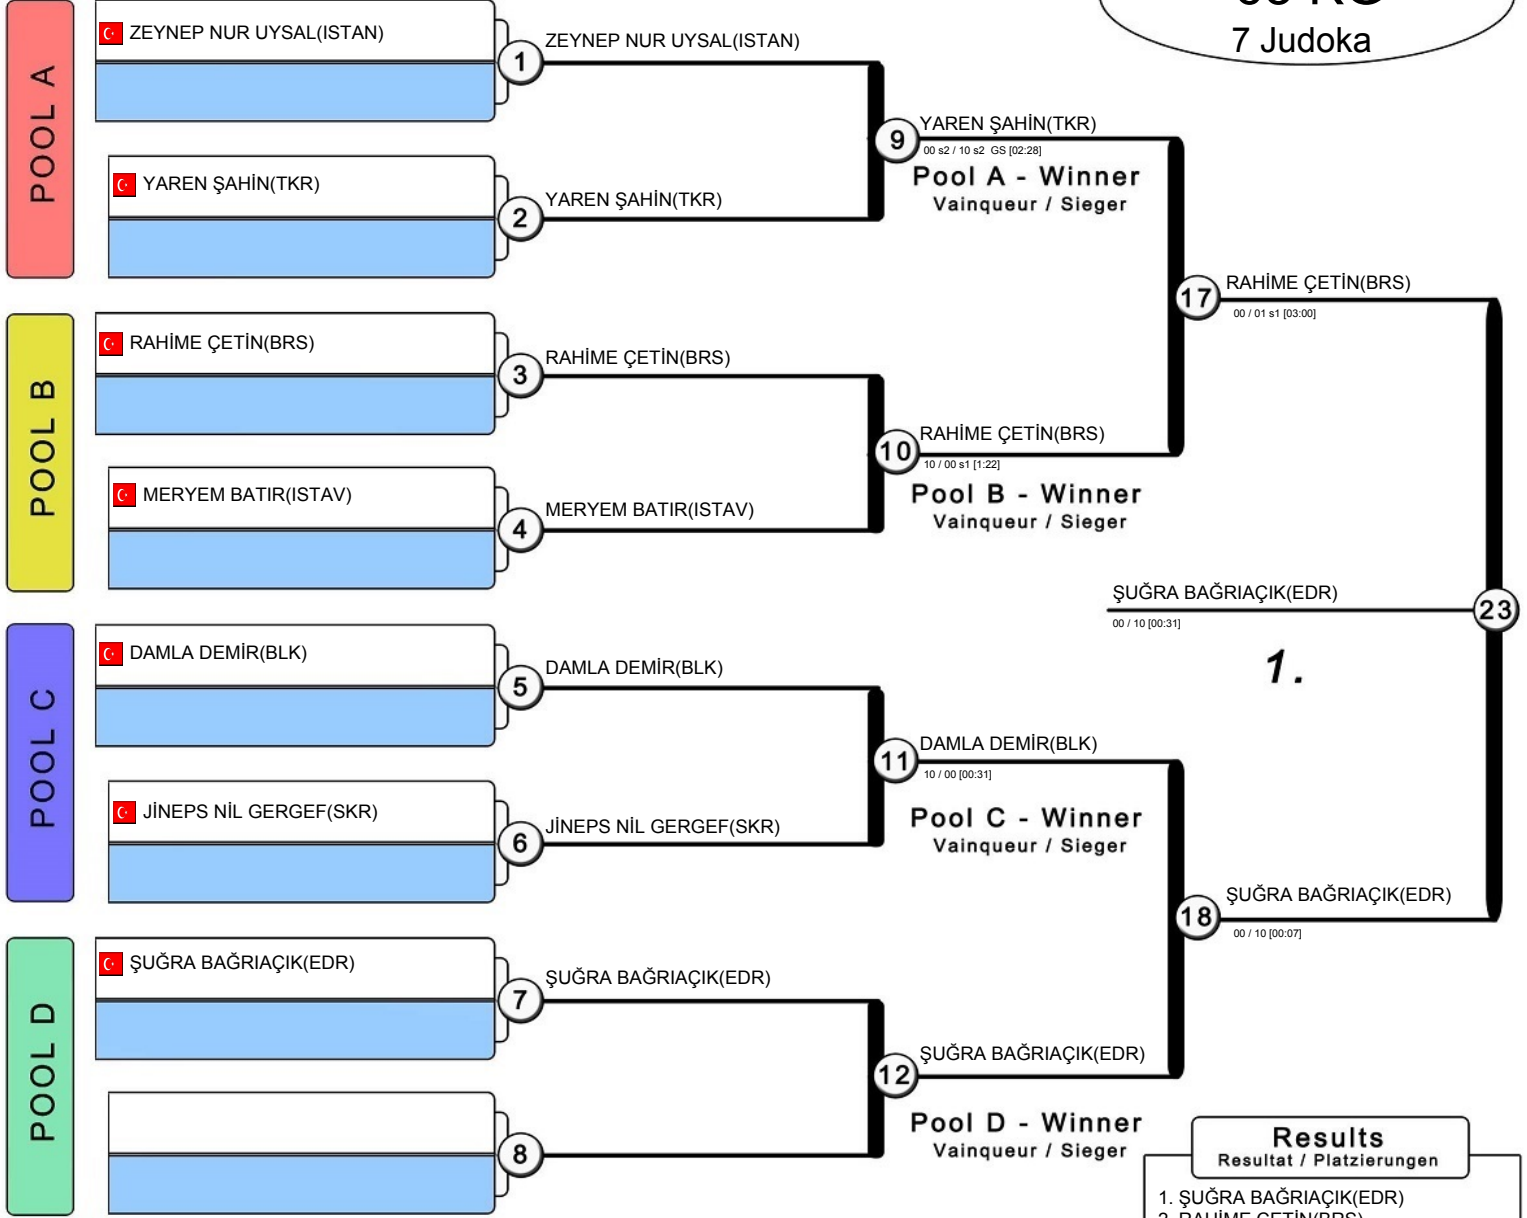 7 Judoka
POOL A
ZEYNEP NUR UYSAL(ISTAN)
1
ZEYNEP NUR UYSAL(ISTAN)
YAREN ŞAHİN(TKR)
2
YAREN ŞAHİN(TKR)
9
YAREN ŞAHİN(TKR)
00 s2 / 10 s2 GS [02:28]
Pool A - Winner
Vainqueur / Sieger
POOL B
RAHİME ÇETİN(BRS)
3
RAHİME ÇETİN(BRS)
MERYEM BATIR(ISTAV)
4
MERYEM BATIR(ISTAV)
10
RAHİME ÇETİN(BRS)
10 / 00 s1 [1:22]
Pool B - Winner
Vainqueur / Sieger
17
RAHİME ÇETİN(BRS)
00 / 01 s1 [03:00]
ŞUĞRA BAĞRIAÇIK(EDR)
23
00 / 10 [00:31]
1.
POOL C
DAMLA DEMİR(BLK)
5
DAMLA DEMİR(BLK)
JİNEPS NİL GERGEF(SKR)
6
JİNEPS NİL GERGEF(SKR)
11
DAMLA DEMİR(BLK)
10 / 00 [00:31]
Pool C - Winner
Vainqueur / Sieger
18
ŞUĞRA BAĞRIAÇIK(EDR)
00 / 10 [00:07]
POOL D
ŞUĞRA BAĞRIAÇIK(EDR)
7
ŞUĞRA BAĞRIAÇIK(EDR)
8
12
ŞUĞRA BAĞRIAÇIK(EDR)
Pool D - Winner
Vainqueur / Sieger
Results
Resultat / Platzierungen
1. ŞUĞRA BAĞRIAÇIK(EDR)
2. RAHİME ÇETİN(BRS)